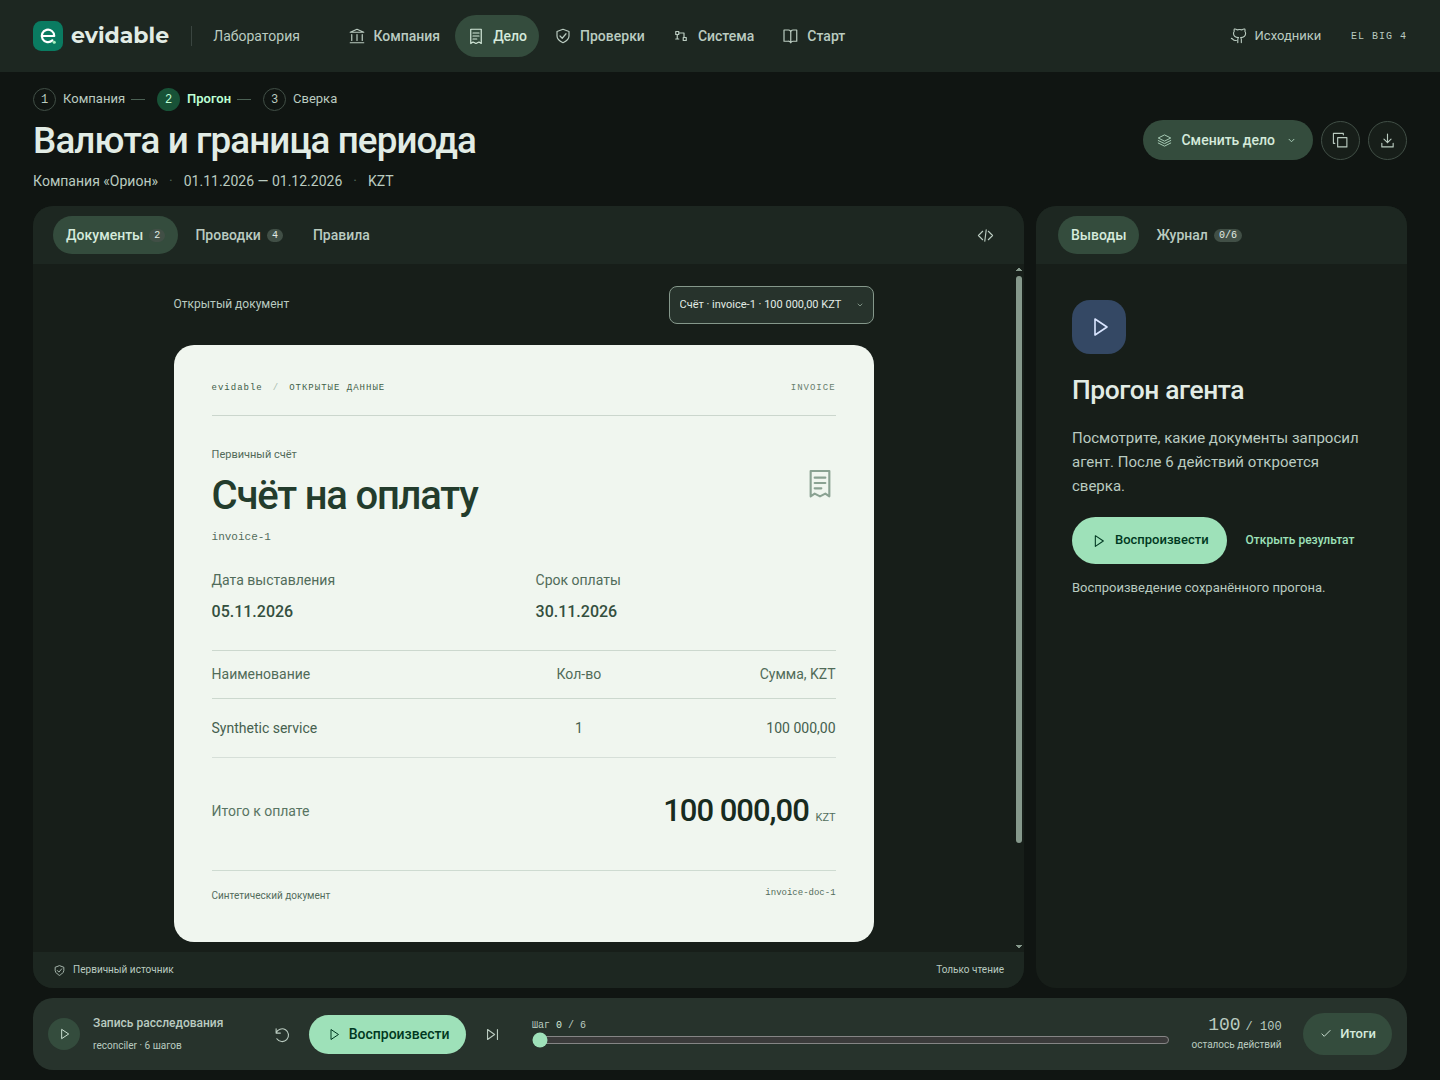 evidable
Лаборатория
Компания
Дело
Проверки
Система
Старт
Исходники
EL BIG 4
1 Компания — 2 Прогон — 3 Сверка
Валюта и граница периода
Сменить дело
Компания «Орион» · 01.11.2026 — 01.12.2026 · KZT
Документы 2
Проводки 4
Правила
Открытый документ
Счёт · invoice-1 · 100 000,00 KZT
evidable / ОТКРЫТЫЕ ДАННЫЕ
INVOICE
Первичный счёт
Счёт на оплату
invoice-1
Дата выставления
Срок оплаты
05.11.2026
30.11.2026
Наименование Кол-во Сумма, KZT
Synthetic service 1 100 000,00
Итого к оплате 100 000,00 KZT
Синтетический документ
invoice-doc-1
Первичный источник
Только чтение
Выводы
Журнал 0/6
Прогон агента
Посмотрите, какие документы запросил
агент. После 6 действий откроется
сверка.
Воспроизвести
Открыть результат
Воспроизведение сохранённого прогона.
Запись расследования
reconciler · 6 шагов
Воспроизвести
Шаг 0 / 6
100 / 100
осталось действий
Итоги